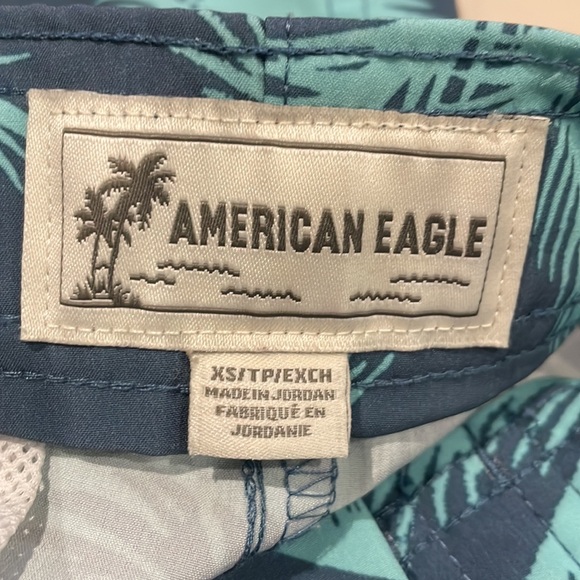 AMERICAN EAGLE
XS/TP/EXCH
MADE IN JORDAN
FABRIQUÉ EN
JORDANIE